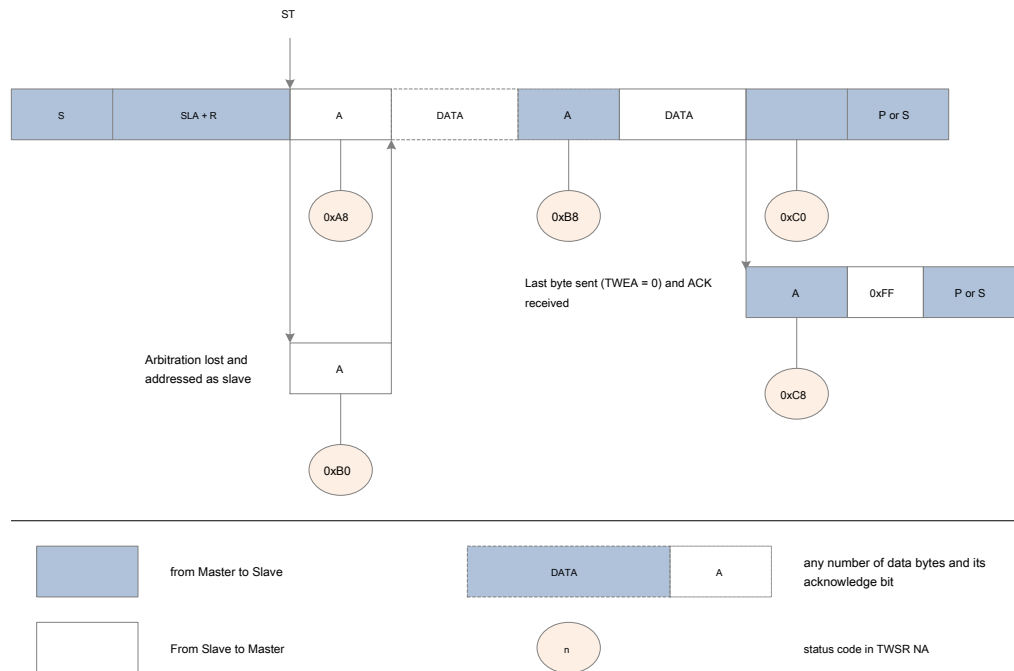 ST
S
SLA + R
A
DATA
A
DATA
P or S
0xA8
0xB8
0xC0
Last byte sent (TWEA = 0) and ACK
received
A
0xFF
P or S
Arbitration lost and
addressed as slave
A
0xC8
0xB0
from Master to Slave
DATA
A
any number of data bytes and its
acknowledge bit
From Slave to Master
n
status code in TWSR NA